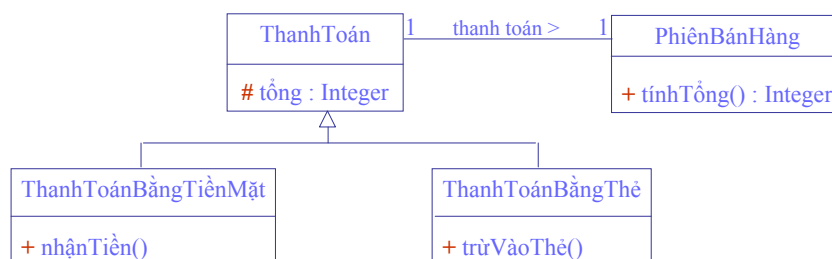 ThanhToán
# tổng : Integer
1 thanh toán > 1
PhiênBánHàng
+ tínhTổng() : Integer
ThanhToánBằngTiềnMặt
+ nhậnTiền()
ThanhToánBằngThẻ
+ trừVàoThẻ()